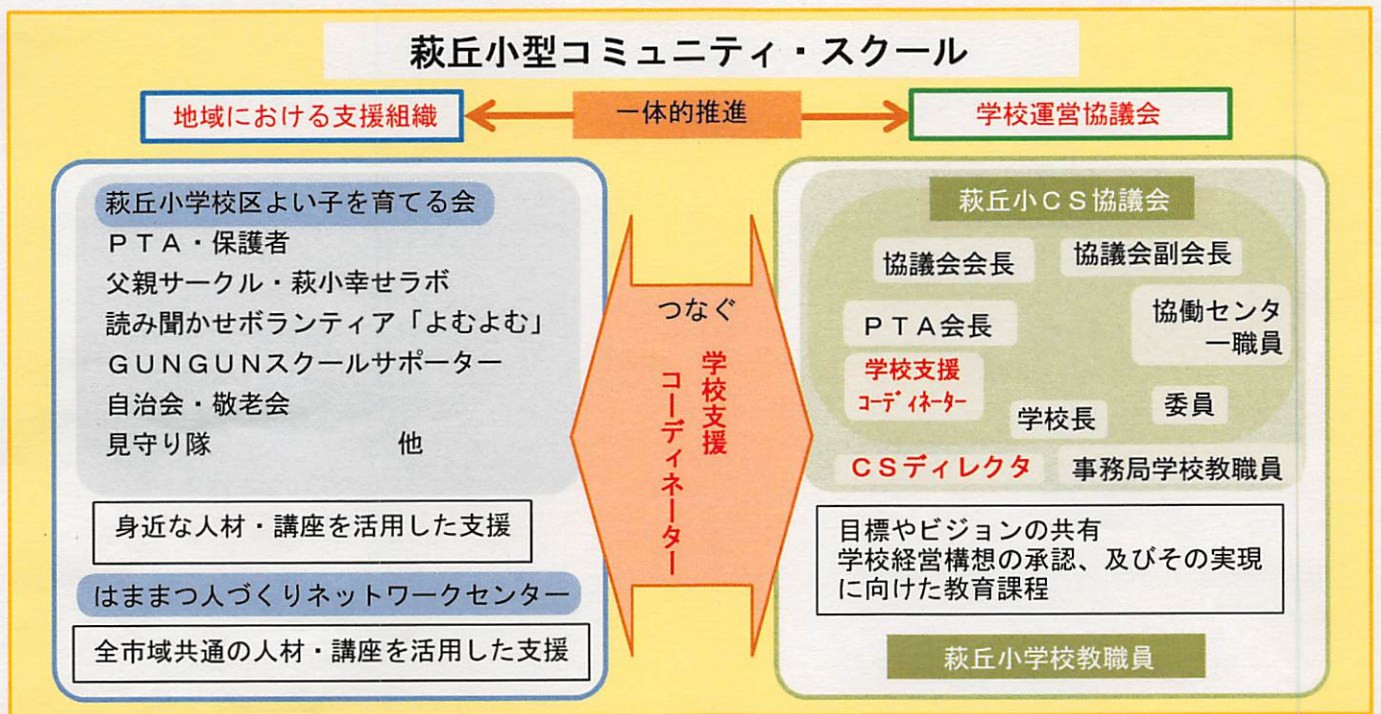 萩丘小型コミュニティ・スクール
地域における支援組織
一体的推進
学校運営協議会
萩丘小学校区よい子を育てる会
ＰＴＡ・保護者
父親サークル・萩小幸せラボ
読み聞かせボランティア「よむよむ」
ＧＵＮＧＵＮスクールサポーター
自治会・敬老会
見守り隊　他
身近な人材・講座を活用した支援
はままつ人づくりネットワークセンター
全市域共通の人材・講座を活用した支援
つなぐ
学校支援
コーディネーター
萩丘小ＣＳ協議会
協議会会長
協議会副会長
ＰＴＡ会長
協働センタ
ー職員
学校支援
ｺｰﾃﾞｨﾈｰﾀｰ
学校長
委員
ＣＳディレクタ
事務局学校教職員
目標やビジョンの共有
学校経営構想の承認、及びその実現
に向けた教育課程
萩丘小学校教職員